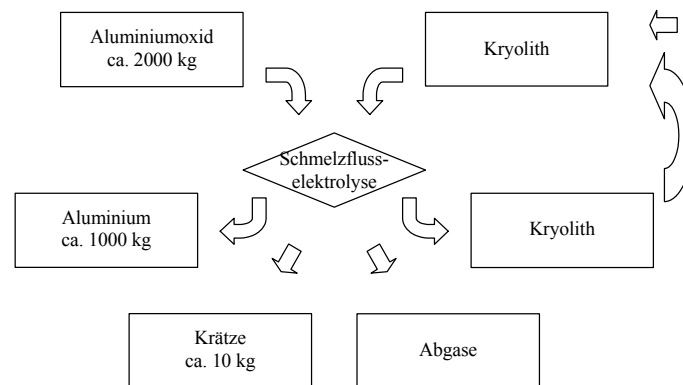 Aluminiumoxid
ca. 2000 kg
Kryolith
Schmelzfluss-
elektrolyse
Aluminium
ca. 1000 kg
Kryolith
Krätze
ca. 10 kg
Abgase